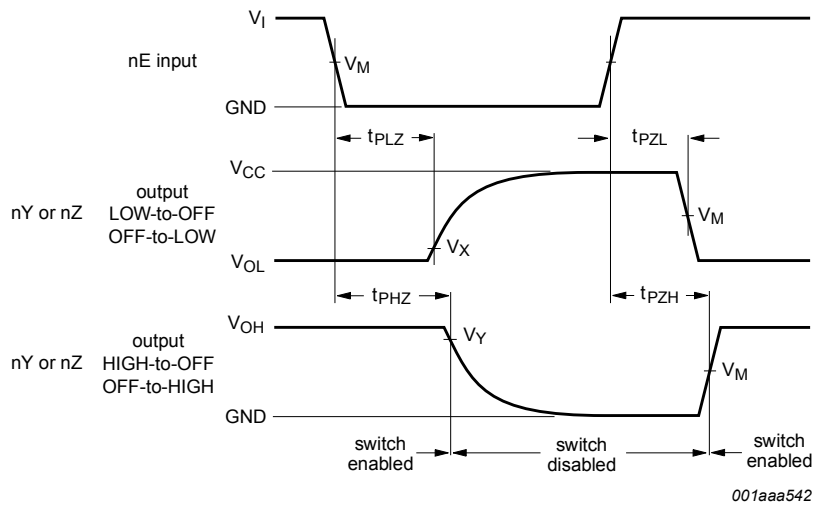 V_I
nE input
V_M
GND
t_PLZ
t_PZL
V_CC
output
nY or nZ
LOW-to-OFF
OFF-to-LOW
V_M
V_X
V_OL
t_PHZ
t_PZH
V_OH
output
V_Y
nY or nZ
HIGH-to-OFF
OFF-to-HIGH
V_M
GND
switch
enabled
switch
disabled
switch
enabled
001aaa542